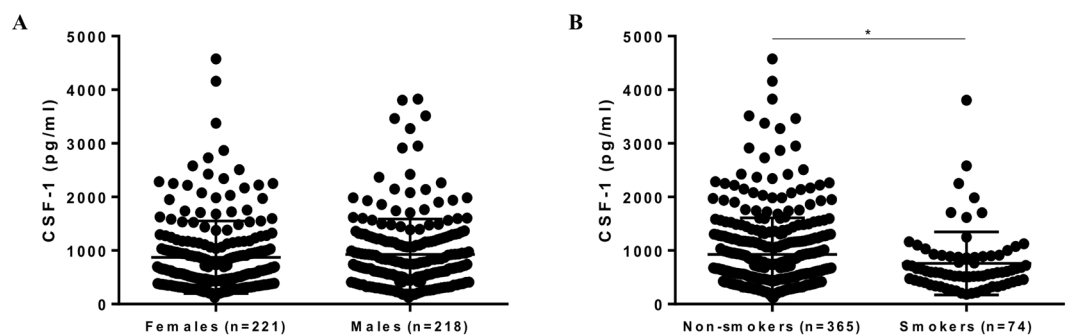 A
CSF-1 (pg/ml)
5000
4000
3000
2000
1000
0
Females (n=221)
Males (n=218)
B
*
CSF-1 (pg/ml)
5000
4000
3000
2000
1000
0
Non-smokers (n=365)
Smokers (n=74)